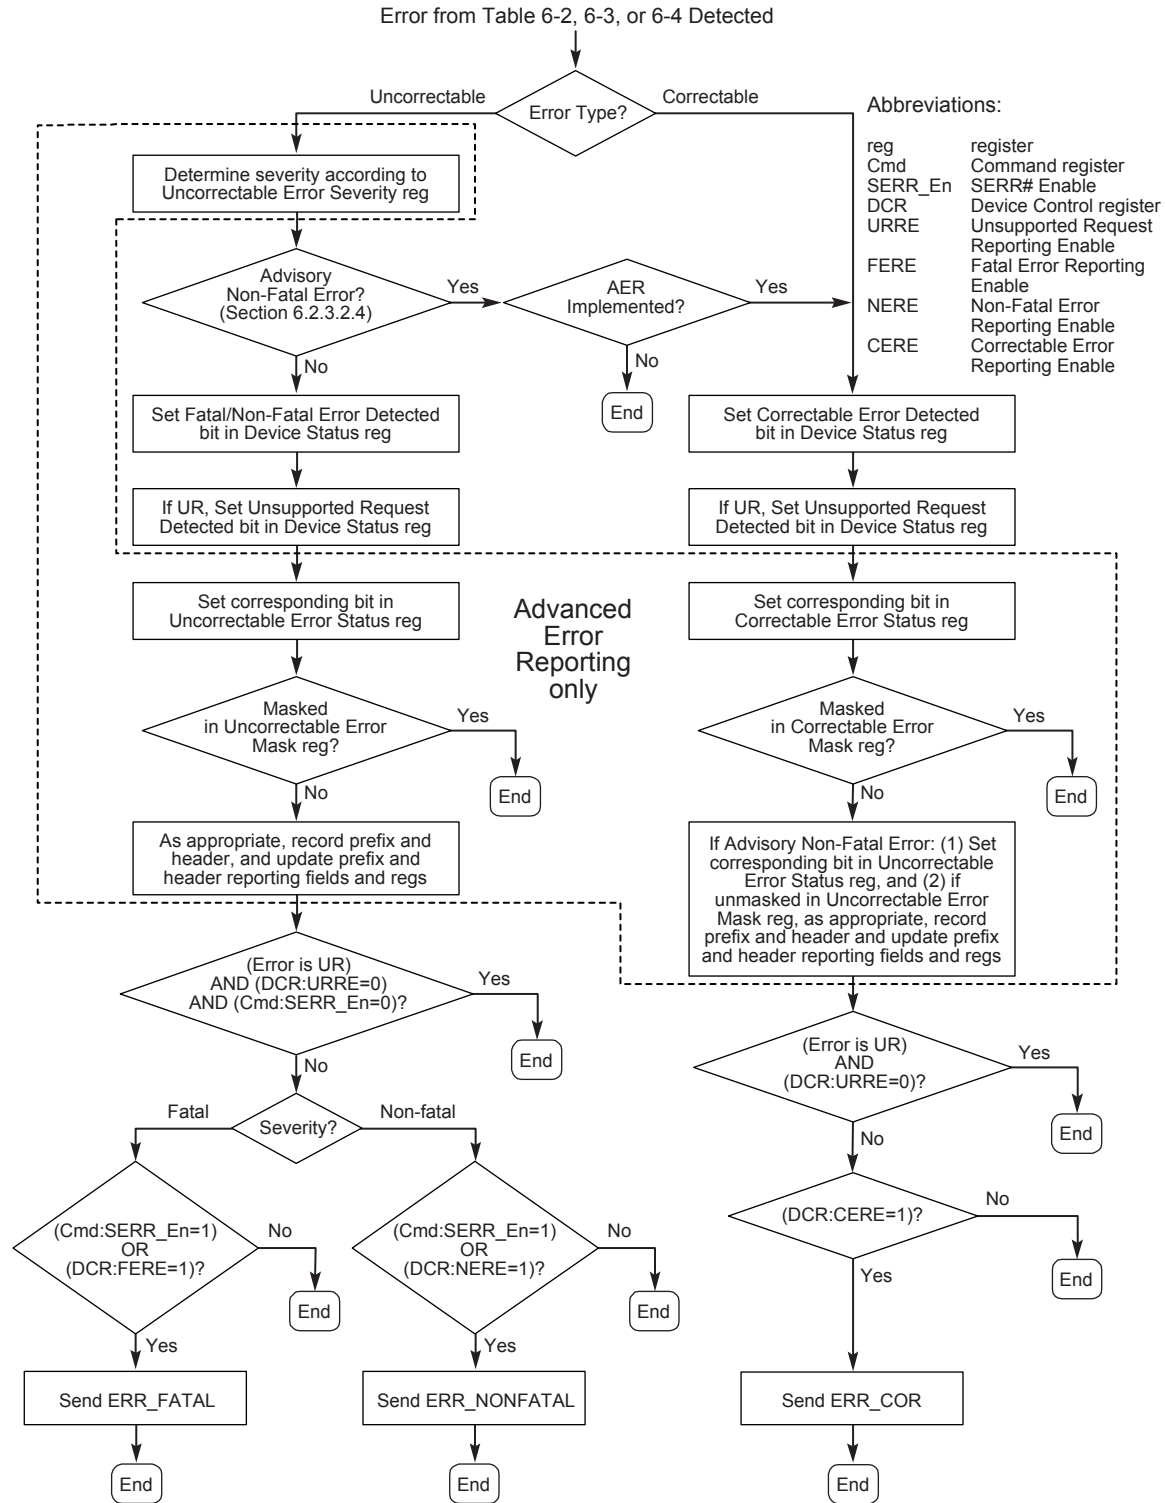 Error from Table 6-2, 6-3, or 6-4 Detected
Uncorrectable
Error Type?
Correctable
Abbreviations:
reg register
Cmd Command register
SERR_En SERR# Enable
DCR Device Control register
URRE Unsupported Request
Reporting Enable
FERE Fatal Error Reporting
Enable
NERE Non-Fatal Error
Reporting Enable
CERE Correctable Error
Reporting Enable
Determine severity according to
Uncorrectable Error Severity reg
Advisory
Non-Fatal Error?
(Section 6.2.3.2.4)
Yes
AER
Implemented?
Yes
No
No
End
Set Fatal/Non-Fatal Error Detected
bit in Device Status reg
Set Correctable Error Detected
bit in Device Status reg
If UR, Set Unsupported Request
Detected bit in Device Status reg
If UR, Set Unsupported Request
Detected bit in Device Status reg
Set corresponding bit in
Uncorrectable Error Status reg
Advanced
Error
Reporting
only
Set corresponding bit in
Correctable Error Status reg
Masked
in Uncorrectable Error
Mask reg?
Yes
End
No
Masked
in Correctable Error
Mask reg?
Yes
End
No
As appropriate, record prefix and
header, and update prefix and
header reporting fields and regs
If Advisory Non-Fatal Error: (1) Set
corresponding bit in Uncorrectable
Error Status reg, and (2) if
unmasked in Uncorrectable Error
Mask reg, as appropriate, record
prefix and header and update prefix
and header reporting fields and regs
(Error is UR)
AND (DCR:URRE=0)
AND (Cmd:SERR_En=0)?
Yes
End
No
(Error is UR)
AND
(DCR:URRE=0)?
Yes
End
No
Fatal
Severity?
Non-fatal
(Cmd:SERR_En=1)
OR
(DCR:FERE=1)?
No
End
Yes
(Cmd:SERR_En=1)
OR
(DCR:NERE=1)?
No
End
Yes
(DCR:CERE=1)?
No
End
Yes
Send ERR_FATAL
Send ERR_NONFATAL
Send ERR_COR
End
End
End